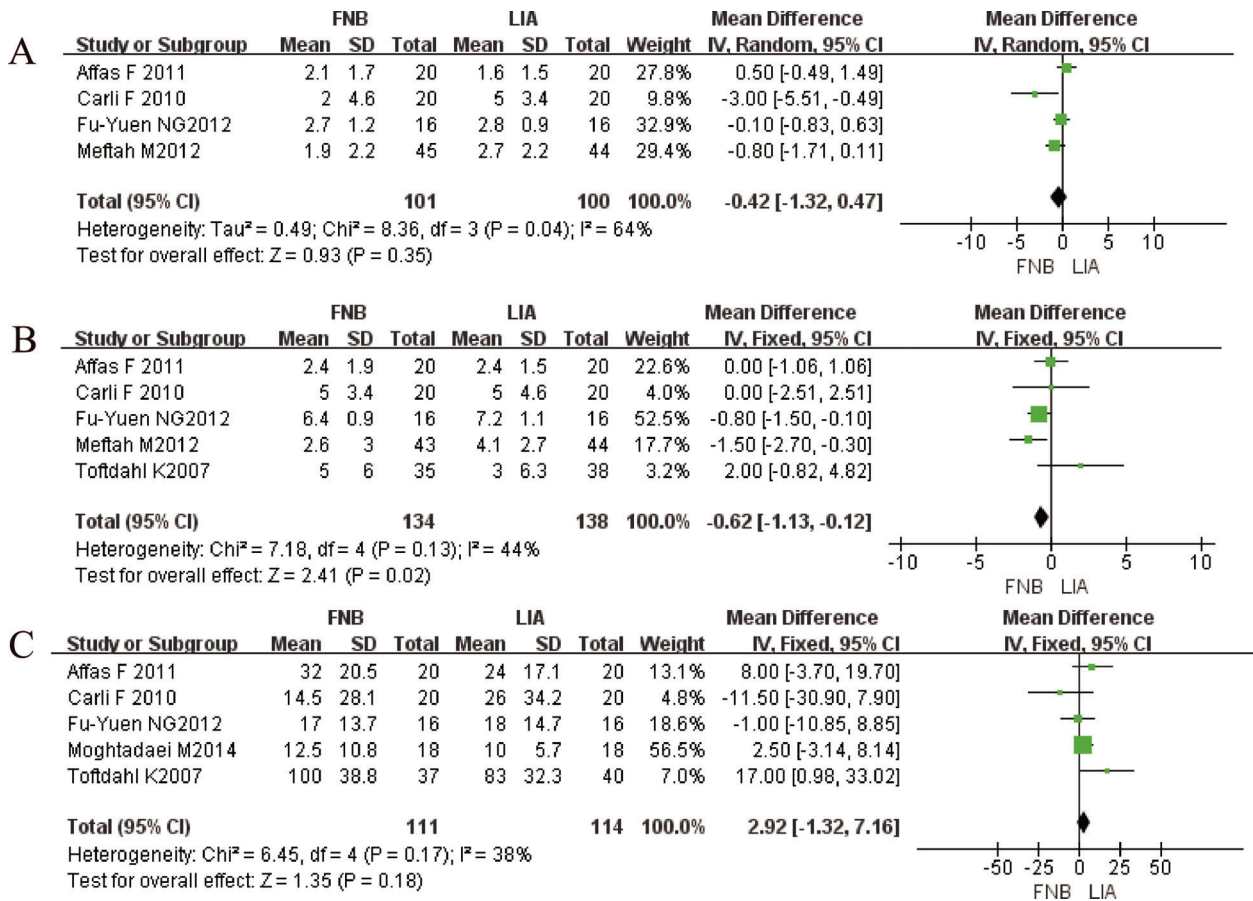 A
FNB LIA Mean Difference Mean Difference
Study or Subgroup Mean SD Total Mean SD Total Weight IV, Random, 95% CI IV, Random, 95% CI
Affas F 2011 2.1 1.7 20 1.6 1.5 20 27.8% 0.50 [-0.49, 1.49]
Carli F 2010 2 4.6 20 5 3.4 20 9.8% -3.00 [-5.51, -0.49]
Fu-Yuen NG2012 2.7 1.2 16 2.8 0.9 16 32.9% -0.10 [-0.83, 0.63]
Meftah M2012 1.9 2.2 45 2.7 2.2 44 29.4% -0.80 [-1.71, 0.11]
Total (95% CI) 101 100 100.0% -0.42 [-1.32, 0.47]
Heterogeneity: Tau² = 0.49; Chi² = 8.36, df = 3 (P = 0.04); I² = 64%
Test for overall effect: Z = 0.93 (P = 0.35)
-10 -5 0 5 10
FNB LIA
B
FNB LIA Mean Difference Mean Difference
Study or Subgroup Mean SD Total Mean SD Total Weight IV, Fixed, 95% CI IV, Fixed, 95% CI
Affas F 2011 2.4 1.9 20 2.4 1.5 20 22.6% 0.00 [-1.06, 1.06]
Carli F 2010 5 3.4 20 5 4.6 20 4.0% 0.00 [-2.51, 2.51]
Fu-Yuen NG2012 6.4 0.9 16 7.2 1.1 16 52.5% -0.80 [-1.50, -0.10]
Meftah M2012 2.6 3 43 4.1 2.7 44 17.7% -1.50 [-2.70, -0.30]
Toftdahl K2007 5 6 35 3 6.3 38 3.2% 2.00 [-0.82, 4.82]
Total (95% CI) 134 138 100.0% -0.62 [-1.13, -0.12]
Heterogeneity: Chi² = 7.18, df = 4 (P = 0.13); I² = 44%
Test for overall effect: Z = 2.41 (P = 0.02)
-10 -5 0 5 10
FNB LIA
C
FNB LIA Mean Difference Mean Difference
Study or Subgroup Mean SD Total Mean SD Total Weight IV, Fixed, 95% CI IV, Fixed, 95% CI
Affas F 2011 32 20.5 20 24 17.1 20 13.1% 8.00 [-3.70, 19.70]
Carli F 2010 14.5 28.1 20 26 34.2 20 4.8% -11.50 [-30.90, 7.90]
Fu-Yuen NG2012 17 13.7 16 18 14.7 16 18.6% -1.00 [-10.85, 8.85]
Moghtadaei M2014 12.5 10.8 18 10 5.7 18 56.5% 2.50 [-3.14, 8.14]
Toftdahl K2007 100 38.8 37 83 32.3 40 7.0% 17.00 [0.98, 33.02]
Total (95% CI) 111 114 100.0% 2.92 [-1.32, 7.16]
Heterogeneity: Chi² = 6.45, df = 4 (P = 0.17); I² = 38%
Test for overall effect: Z = 1.35 (P = 0.18)
-50 -25 0 25 50
FNB LIA